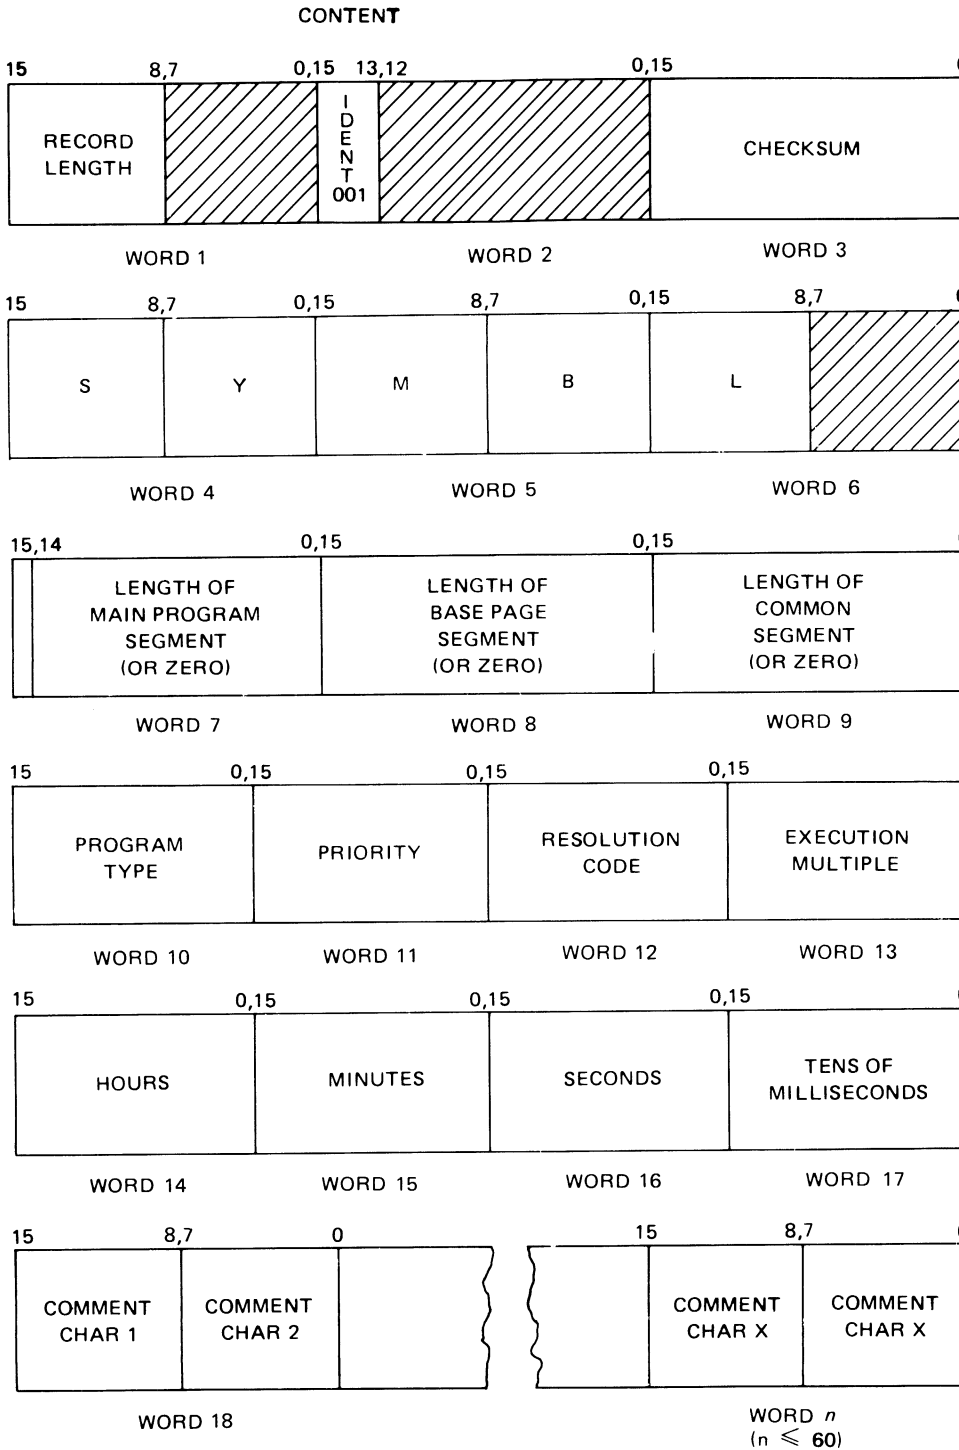 CONTENT
15 8,7 0,15 13,12 0,15 0
RECORD LENGTH
IDENT 001
CHECKSUM
WORD 1 WORD 2 WORD 3
15 8,7 0,15 8,7 0,15 8,7 0
S Y M B L
WORD 4 WORD 5 WORD 6
15,14 0,15 0,15 0
LENGTH OF MAIN PROGRAM SEGMENT (OR ZERO)
LENGTH OF BASE PAGE SEGMENT (OR ZERO)
LENGTH OF COMMON SEGMENT (OR ZERO)
WORD 7 WORD 8 WORD 9
15 0,15 0,15 0,15
PROGRAM TYPE
PRIORITY
RESOLUTION CODE
EXECUTION MULTIPLE
WORD 10 WORD 11 WORD 12 WORD 13
15 0,15 0,15 0,15 0
HOURS
MINUTES
SECONDS
TENS OF MILLISECONDS
WORD 14 WORD 15 WORD 16 WORD 17
15 8,7 0 15 8,7 0
COMMENT CHAR 1
COMMENT CHAR 2
COMMENT CHAR X
COMMENT CHAR X
WORD 18
WORD n
(n ≤ 60)